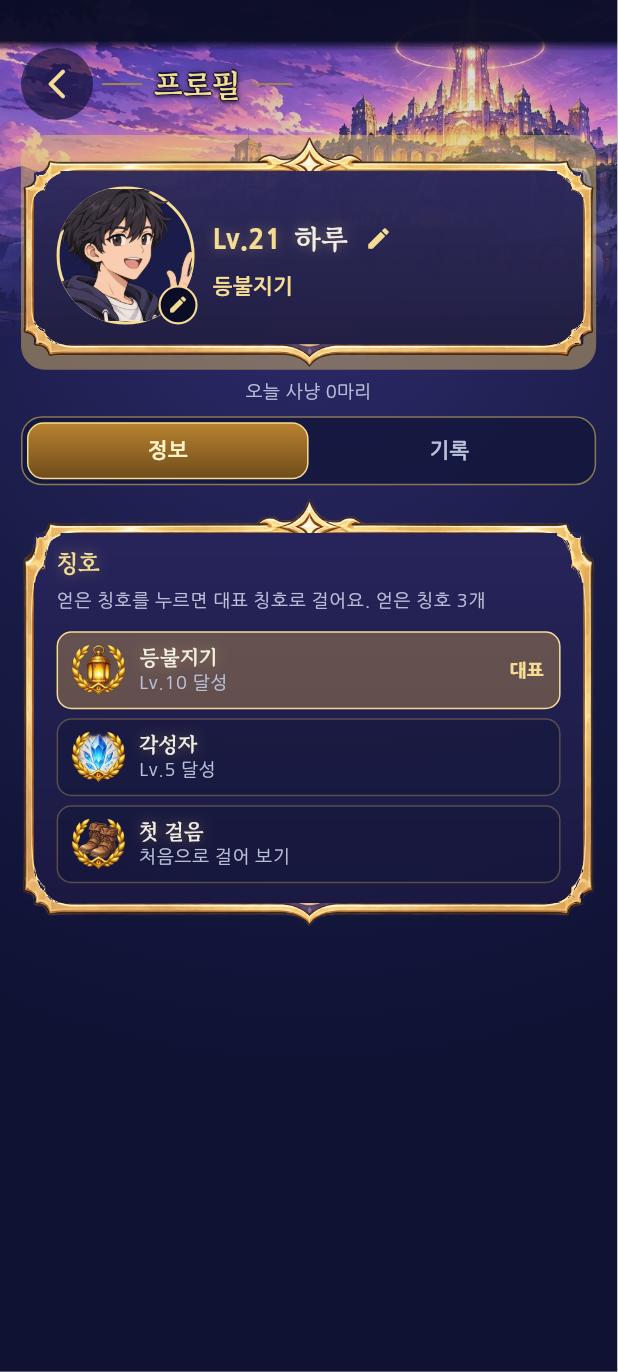 프로필
Lv.21 하루
등불지기
오늘 사냥 0마리
정보
기록
칭호
얻은 칭호를 누르면 대표 칭호로 걸어요. 얻은 칭호 3개
등불지기
Lv.10 달성
대표
각성자
Lv.5 달성
첫 걸음
처음으로 걸어 보기